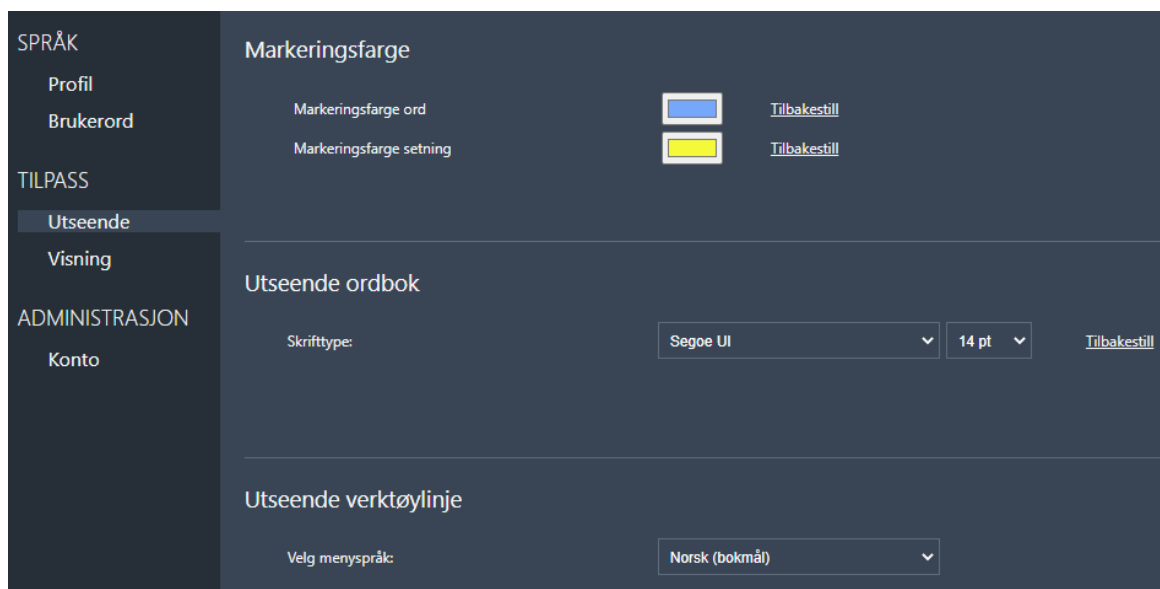 SPRÅK
Profil
Brukerord
TILPASS
Utseende
Visning
ADMINISTRASJON
Konto
Markeringsfarge
Markeringsfarge ord Tilbakestill
Markeringsfarge setning Tilbakestill
Utseende ordbok
Skrifttype: Segoe UI 14 pt Tilbakestill
Utseende verktøylinje
Velg menyspråk: Norsk (bokmål)